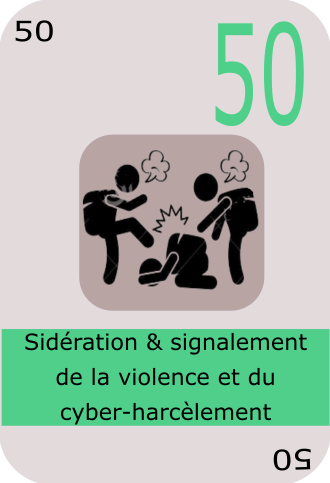 50
50
Sidération & signalement
de la violence et du
cyber-harcèlement
50